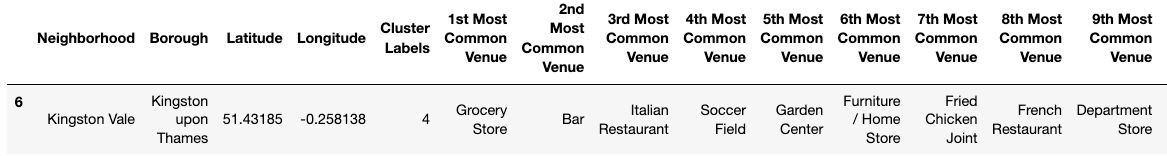 Neighborhood Borough Latitude Longitude Cluster Labels 1st Most Common Venue 2nd Most Common Venue 3rd Most Common Venue 4th Most Common Venue 5th Most Common Venue 6th Most Common Venue 7th Most Common Venue 8th Most Common Venue 9th Most Common Venue
6 Kingston Vale Kingston upon Thames 51.43185 -0.258138 4 Grocery Store Bar Italian Restaurant Soccer Field Garden Center Furniture / Home Store Fried Chicken Joint French Restaurant Department Store